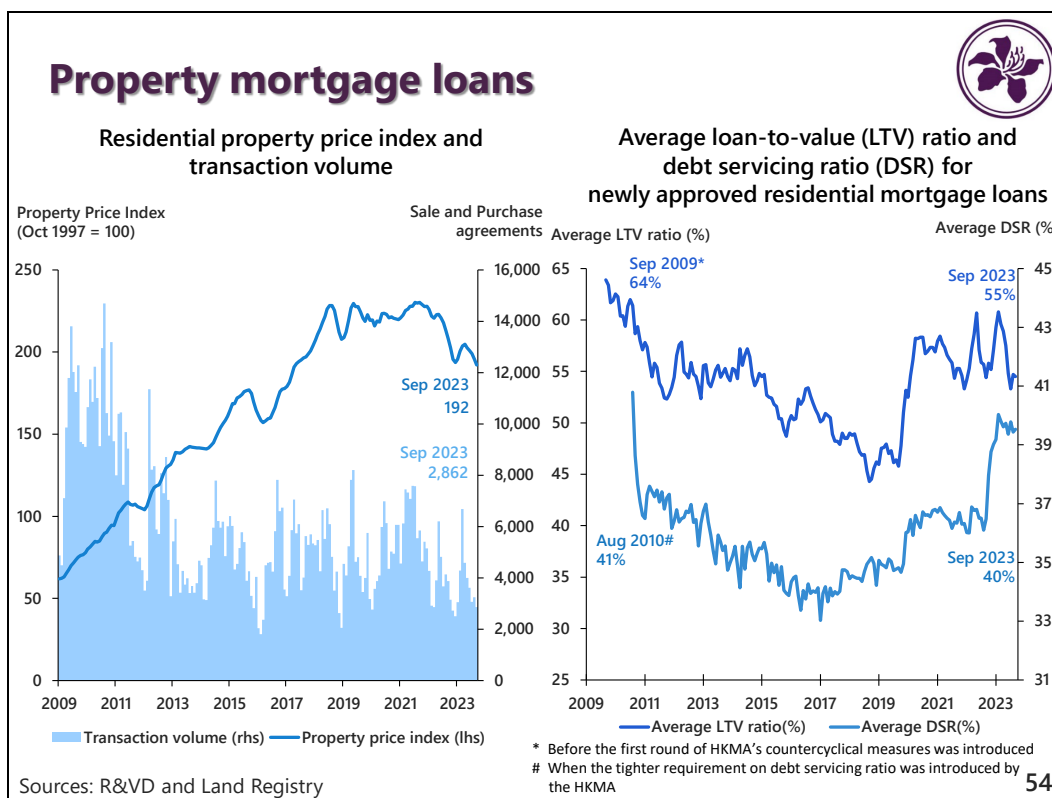 Property mortgage loans
Residential property price index and
transaction volume
Property Price Index
(Oct 1997 = 100)
Sale and Purchase
agreements
250
200
150
100
50
0
16,000
14,000
12,000
10,000
8,000
6,000
4,000
2,000
0
Sep 2023
192
Sep 2023
2,862
2009
2011
2013
2015
2017
2019
2021
2023
Transaction volume (rhs)
Property price index (lhs)
Average loan-to-value (LTV) ratio and
debt servicing ratio (DSR) for
newly approved residential mortgage loans
Average LTV ratio (%)
Average DSR (%
65
60
55
50
45
40
35
30
25
45
43
41
39
37
35
33
31
Sep 2009*
64%
Sep 2023
55%
Aug 2010#
41%
Sep 2023
40%
2009
2011
2013
2015
2017
2019
2021
2023
Average LTV ratio(%)
Average DSR(%)
* Before the first round of HKMA's countercyclical measures was introduced
# When the tighter requirement on debt servicing ratio was introduced by
the HKMA
Sources: R&VD and Land Registry
54